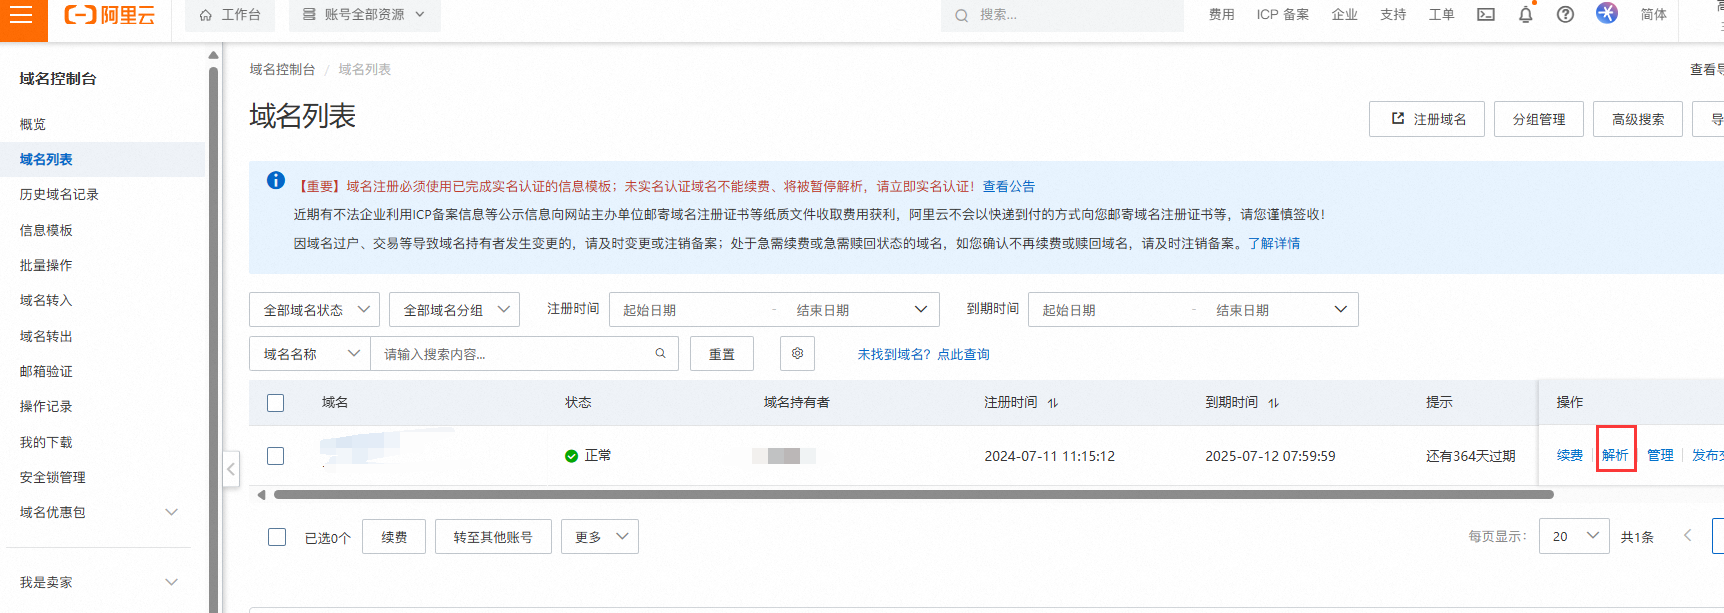 阿里云 工作台 账号全部资源 搜索... 费用 ICP 备案 企业 支持 工单 简体
域名控制台
概览
域名列表
历史域名记录
信息模板
批量操作
域名转入
域名转出
邮箱验证
操作记录
我的下载
安全锁管理
域名优惠包
我是卖家
域名控制台 / 域名列表 查看导
域名列表
注册域名 分组管理 高级搜索 导
【重要】域名注册必须使用已完成实名认证的信息模板；未实名认证域名不能续费、将被暂停解析，请立即实名认证！查看公告
近期有不法企业利用ICP备案信息等公示信息向网站主办单位邮寄域名注册证书等纸质文件收取费用获利，阿里云不会以快递到付的方式向您邮寄域名注册证书等，请您谨慎签收！
因域名过户、交易等导致域名持有者发生变更的，请及时变更或注销备案；处于急需续费或急需赎回状态的域名，如您确认不再续费或赎回域名，请及时注销备案。了解详情
全部域名状态 全部域名分组 注册时间 起始日期 - 结束日期 到期时间 起始日期 - 结束日期
域名名称 请输入搜索内容... 重置 未找到域名？点此查询
域名 状态 域名持有者 注册时间 到期时间 提示 操作
正常 2024-07-11 11:15:12 2025-07-12 07:59:59 还有364天过期 续费 解析 管理 发布交
已选0个 续费 转至其他账号 更多 每页显示： 20 共1条